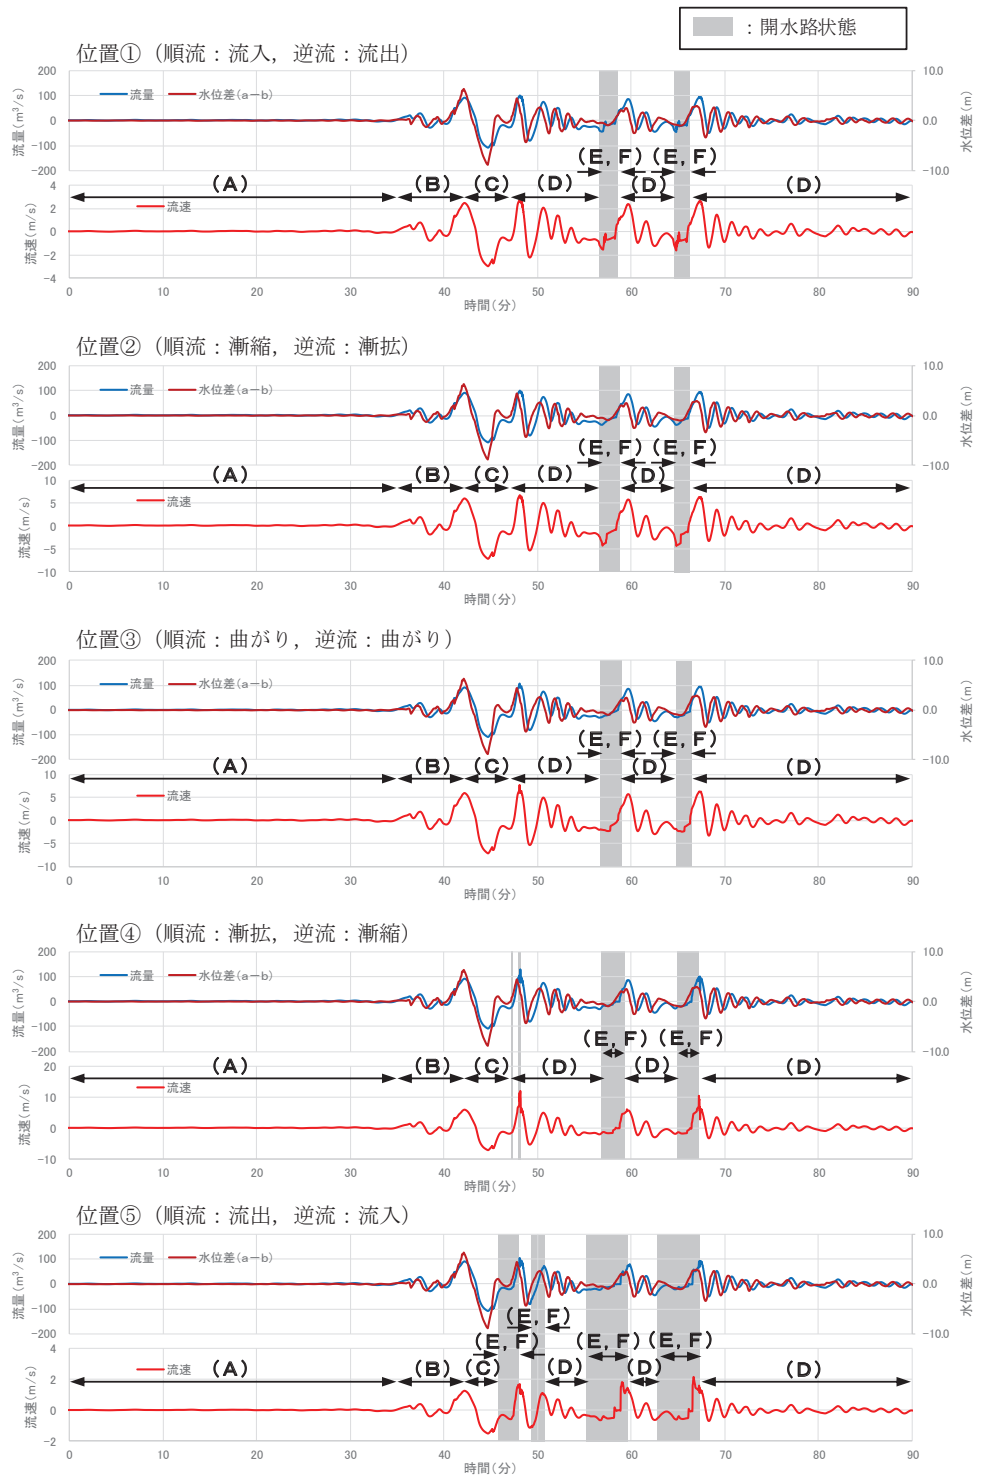 ：開水路状態
位置①（順流：流入，逆流：流出）
流量 水位差(a－b)
流量(m³/s)
200
100
0
-100
-200
10.0
0.0
-10.0
水位差(m)
(E, F) (E, F)
(A) (B) (C) (D) (D) (D)
流速
流速(m/s)
4
2
0
-2
-4
0 10 20 30 40 50 60 70 80 90
時間(分)
位置②（順流：漸縮，逆流：漸拡）
流量 水位差(a－b)
流量(m³/s)
200
100
0
-100
-200
10.0
0.0
-10.0
水位差(m)
(E, F) (E, F)
(A) (B) (C) (D) (D) (D)
流速
流速(m/s)
10
5
0
-5
-10
0 10 20 30 40 50 60 70 80 90
時間(分)
位置③（順流：曲がり，逆流：曲がり）
流量 水位差(a－b)
流量(m³/s)
200
100
0
-100
-200
10.0
0.0
-10.0
水位差(m)
(E, F) (E, F)
(A) (B) (C) (D) (D) (D)
流速
流速(m/s)
10
5
0
-5
-10
0 10 20 30 40 50 60 70 80 90
時間(分)
位置④（順流：漸拡，逆流：漸縮）
流量 水位差(a－b)
流量(m³/s)
200
100
0
-100
200
10.0
0.0
-10.0
水位差(m)
(E, F) (E, F)
(A) (B) (C) (D) (D) (D)
流速
流速(m/s)
20
10
0
-10
0 10 20 30 40 50 60 70 80 90
時間(分)
位置⑤（順流：流出，逆流：流入）
流量 水位差(a－b)
流量(m³/s)
200
100
0
-100
-200
10.0
0.0
-10.0
水位差(m)
(E, F)
(E, F) (E, F) (E, F)
(A) (B) (C) (D) (D) (D)
流速
流速(m/s)
4
2
0
-2
0 10 20 30 40 50 60 70 80 90
時間(分)